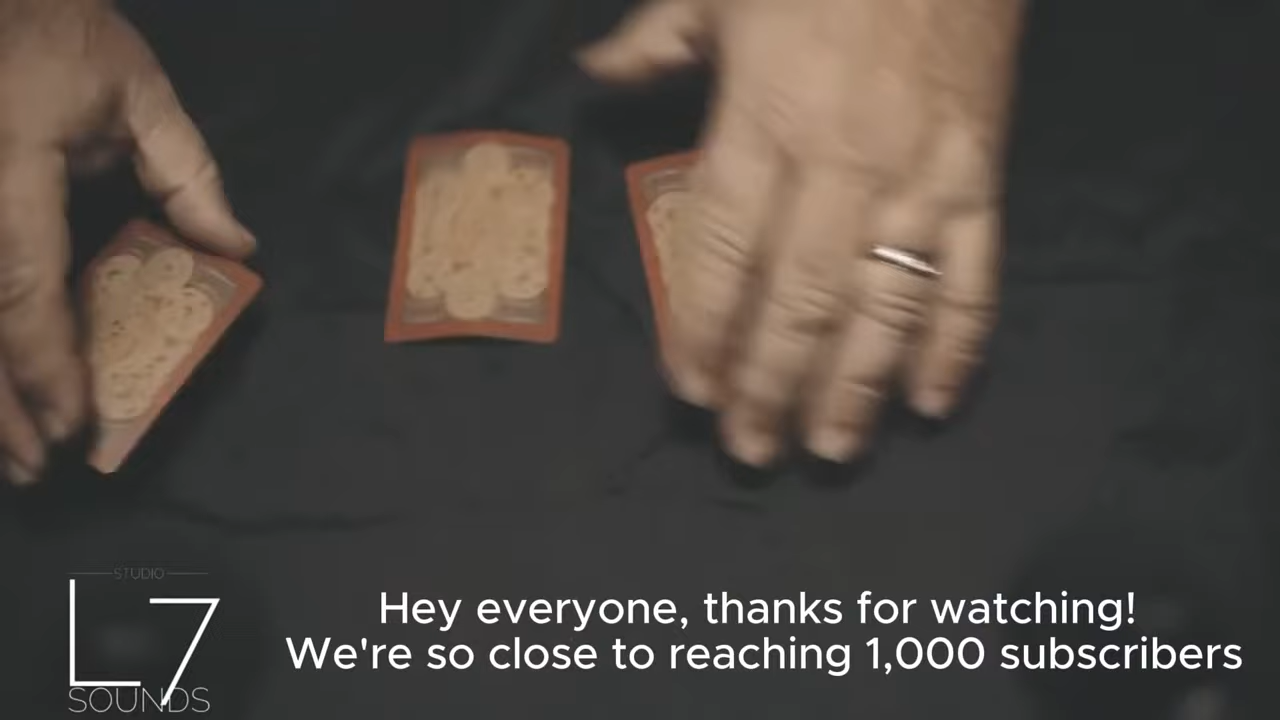 STUDIO
L7
SOUNDS
Hey everyone, thanks for watching!
We're so close to reaching 1,000 subscribers